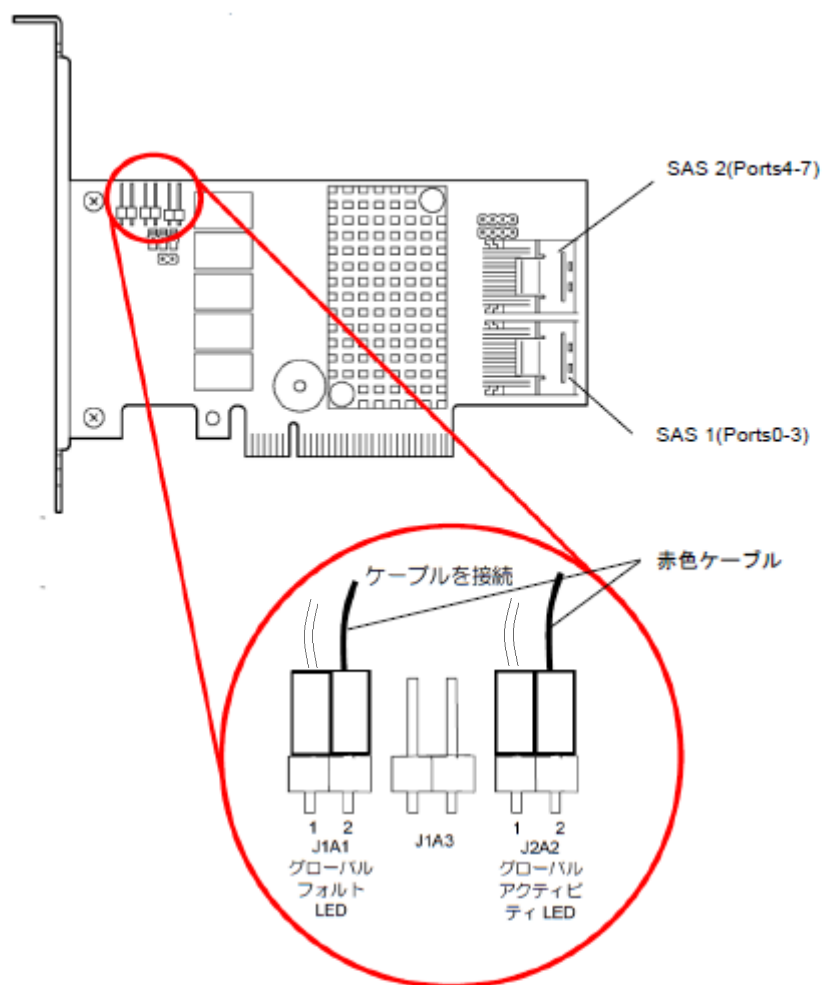 SAS 2(Ports4-7)
SAS 1(Ports0-3)
ケーブルを接続
赤色ケーブル
1 2
J1A1
グローバル
フォルト
LED
J1A3
1 2
J2A2
グローバル
アクティビ
ティ LED